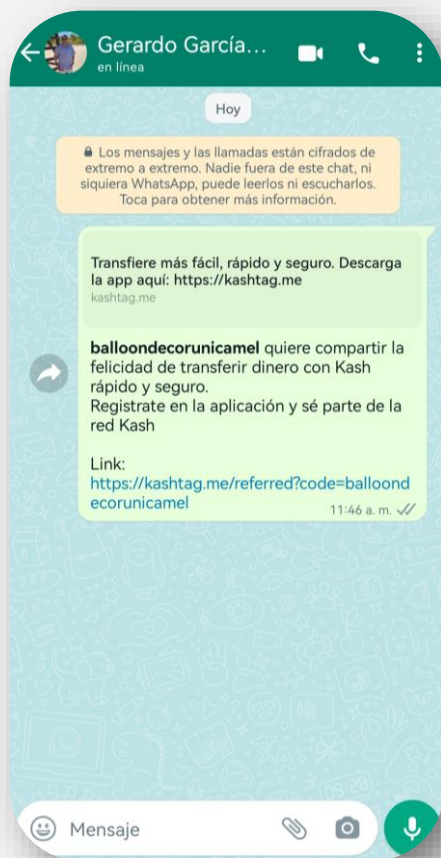 Gerardo García...
en línea
Hoy
Los mensajes y las llamadas están cifrados de
extremo a extremo. Nadie fuera de este chat, ni
siquiera WhatsApp, puede leerlos ni escucharlos.
Toca para obtener más información.
Transfiere más fácil, rápido y seguro. Descarga
la app aquí: https://kashtag.me
kashtag.me
balloondecorunicamel quiere compartir la
felicidad de transferir dinero con Kash
rápido y seguro.
Registrate en la aplicación y sé parte de la
red Kash
Link:
https://kashtag.me/referred?code=balloond
ecorunicamel
11:46 a. m.
Mensaje